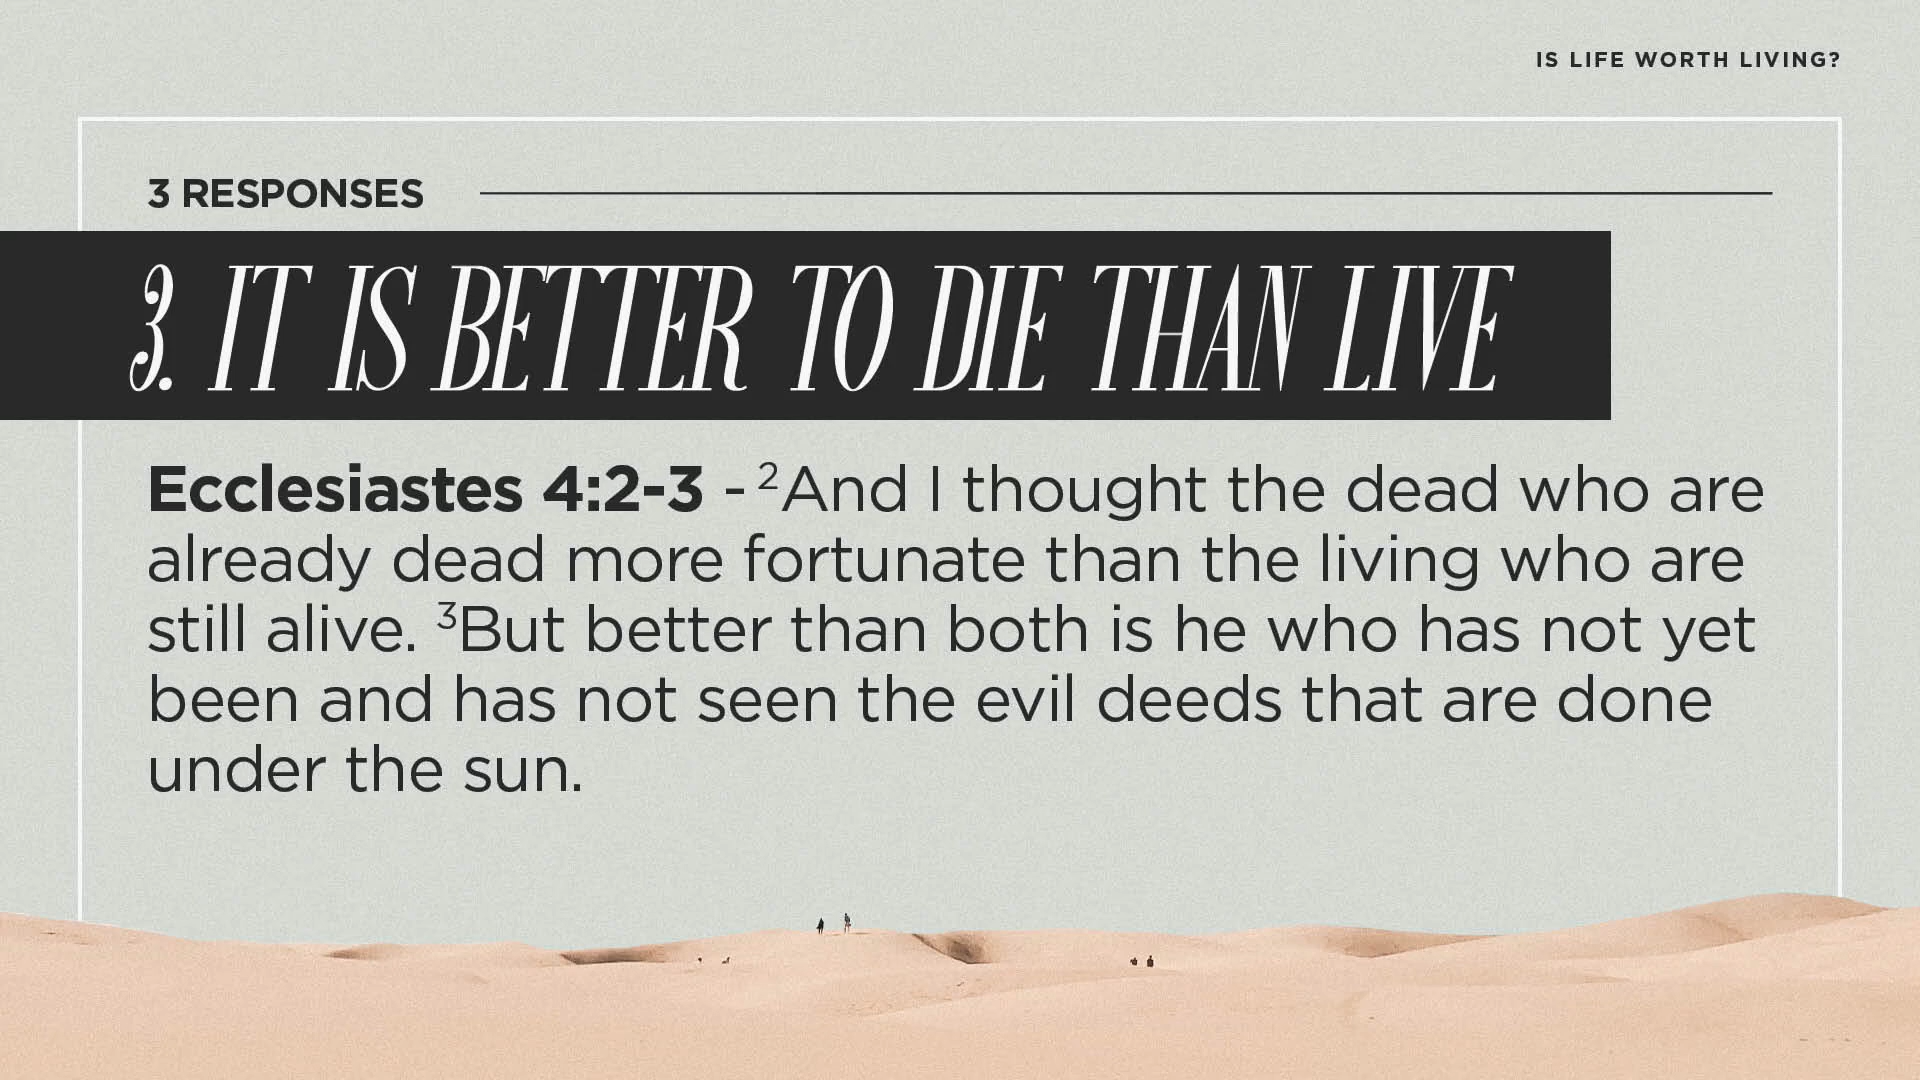 IS LIFE WORTH LIVING?
3 RESPONSES
3. IT IS BETTER TO DIE THAN LIVE
Ecclesiastes 4:2-3 - ²And I thought the dead who are
already dead more fortunate than the living who are
still alive. ³But better than both is he who has not yet
been and has not seen the evil deeds that are done
under the sun.